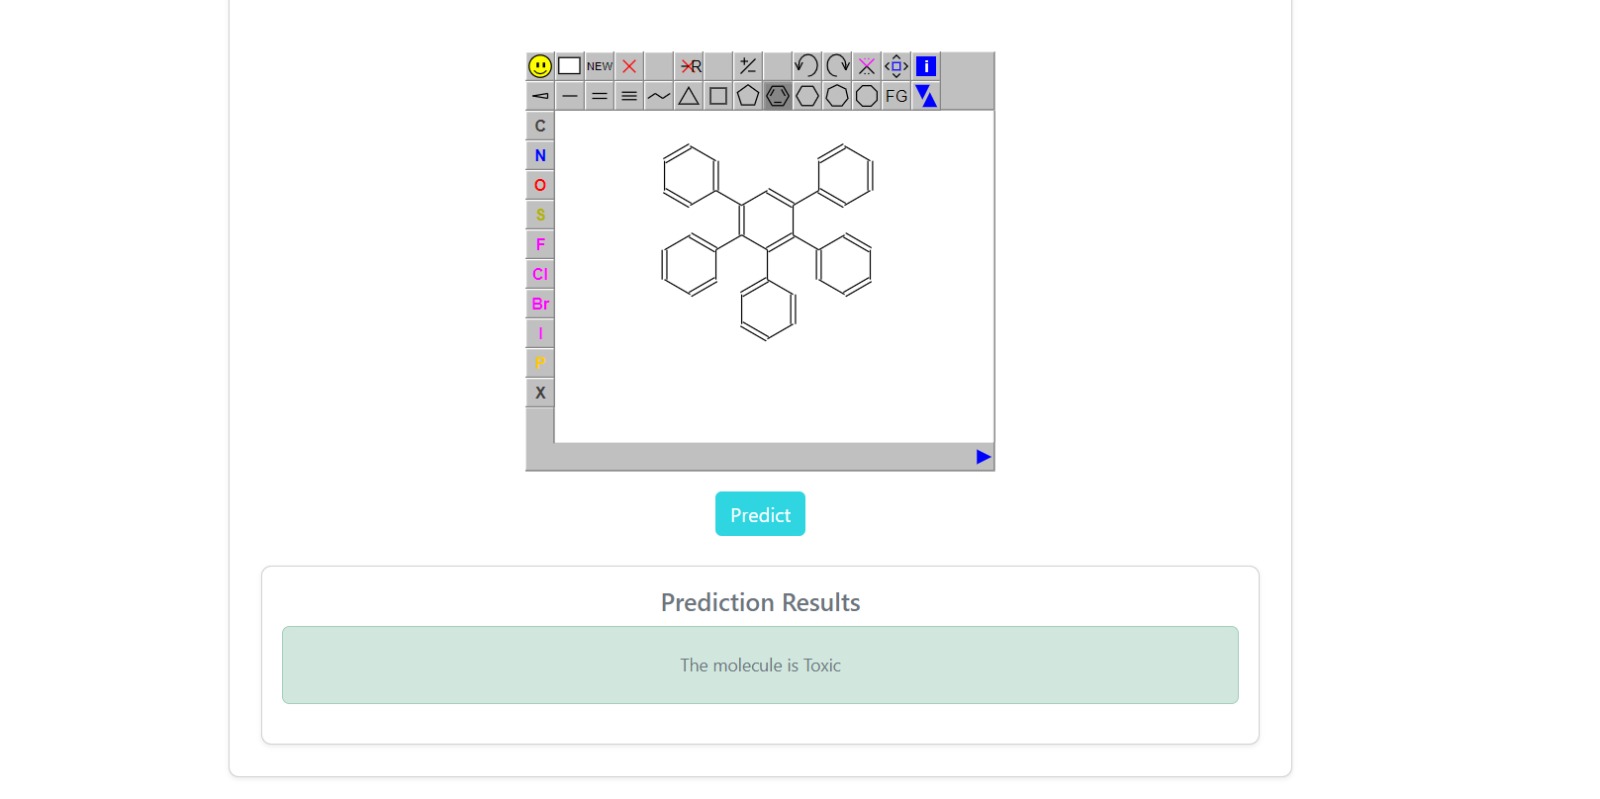 NEW R
FG
C
N
O
S
F
Cl
Br
I
P
X
Predict
Prediction Results
The molecule is Toxic